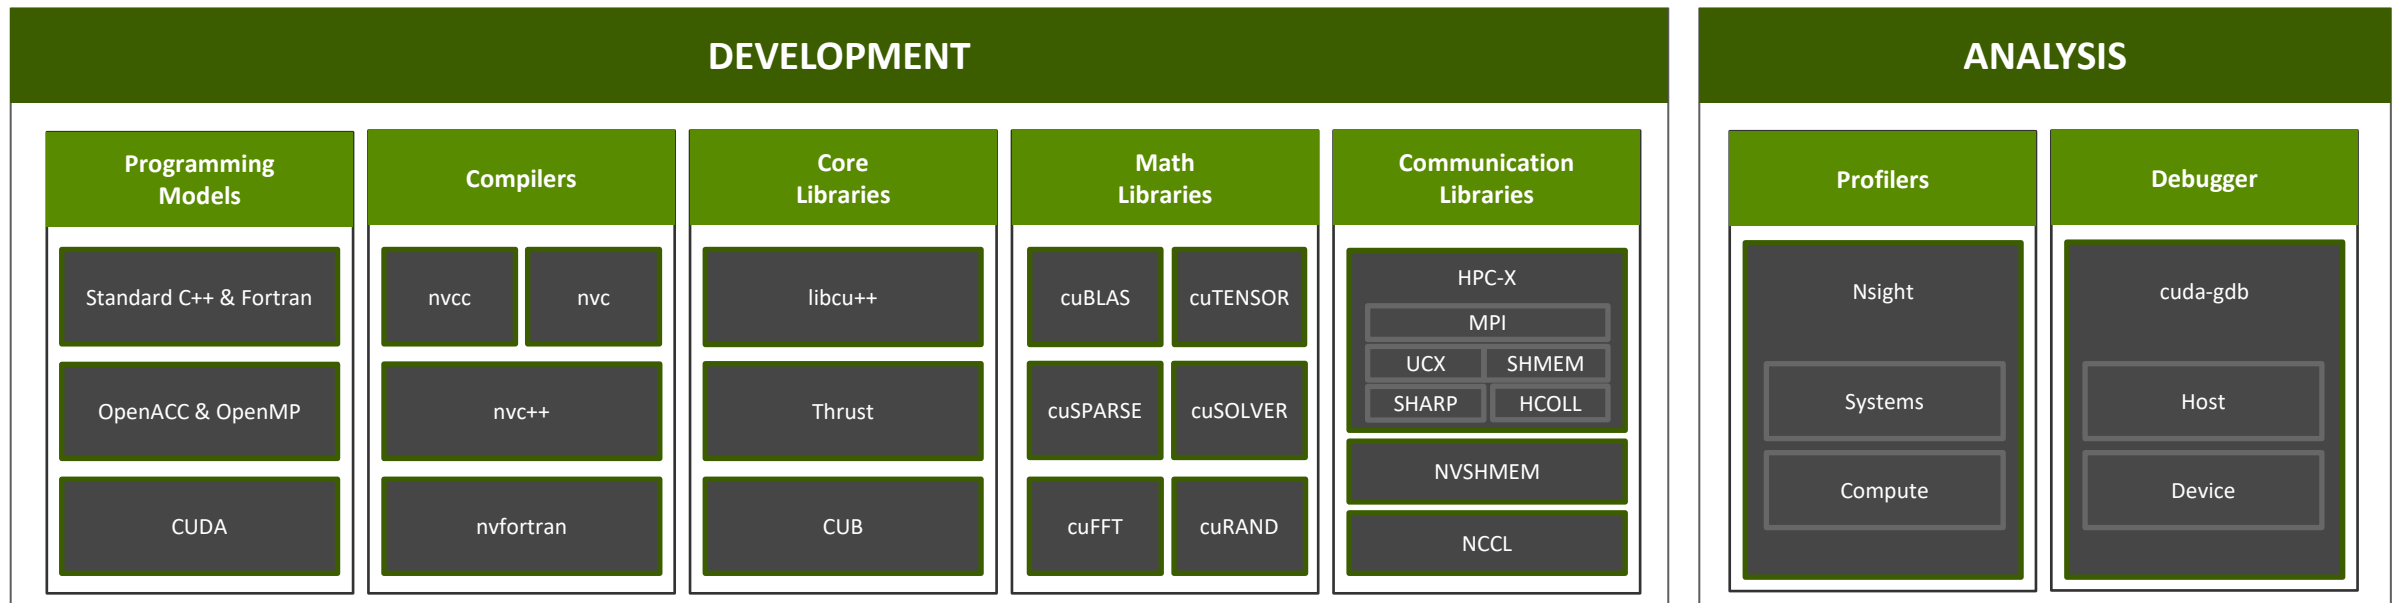 DEVELOPMENT
Programming
Models
Standard C++ & Fortran
OpenACC & OpenMP
CUDA
Compilers
nvcc
nvc
nvc++
nvfortran
Core
Libraries
libcu++
Thrust
CUB
Math
Libraries
cuBLAS
cuTENSOR
cuSPARSE
cuSOLVER
cuFFT
cuRAND
Communication
Libraries
HPC-X
MPI
UCX
SHMEM
SHARP
HCOLL
NVSHMEM
NCCL
ANALYSIS
Profilers
Nsight
Systems
Compute
Debugger
cuda-gdb
Host
Device